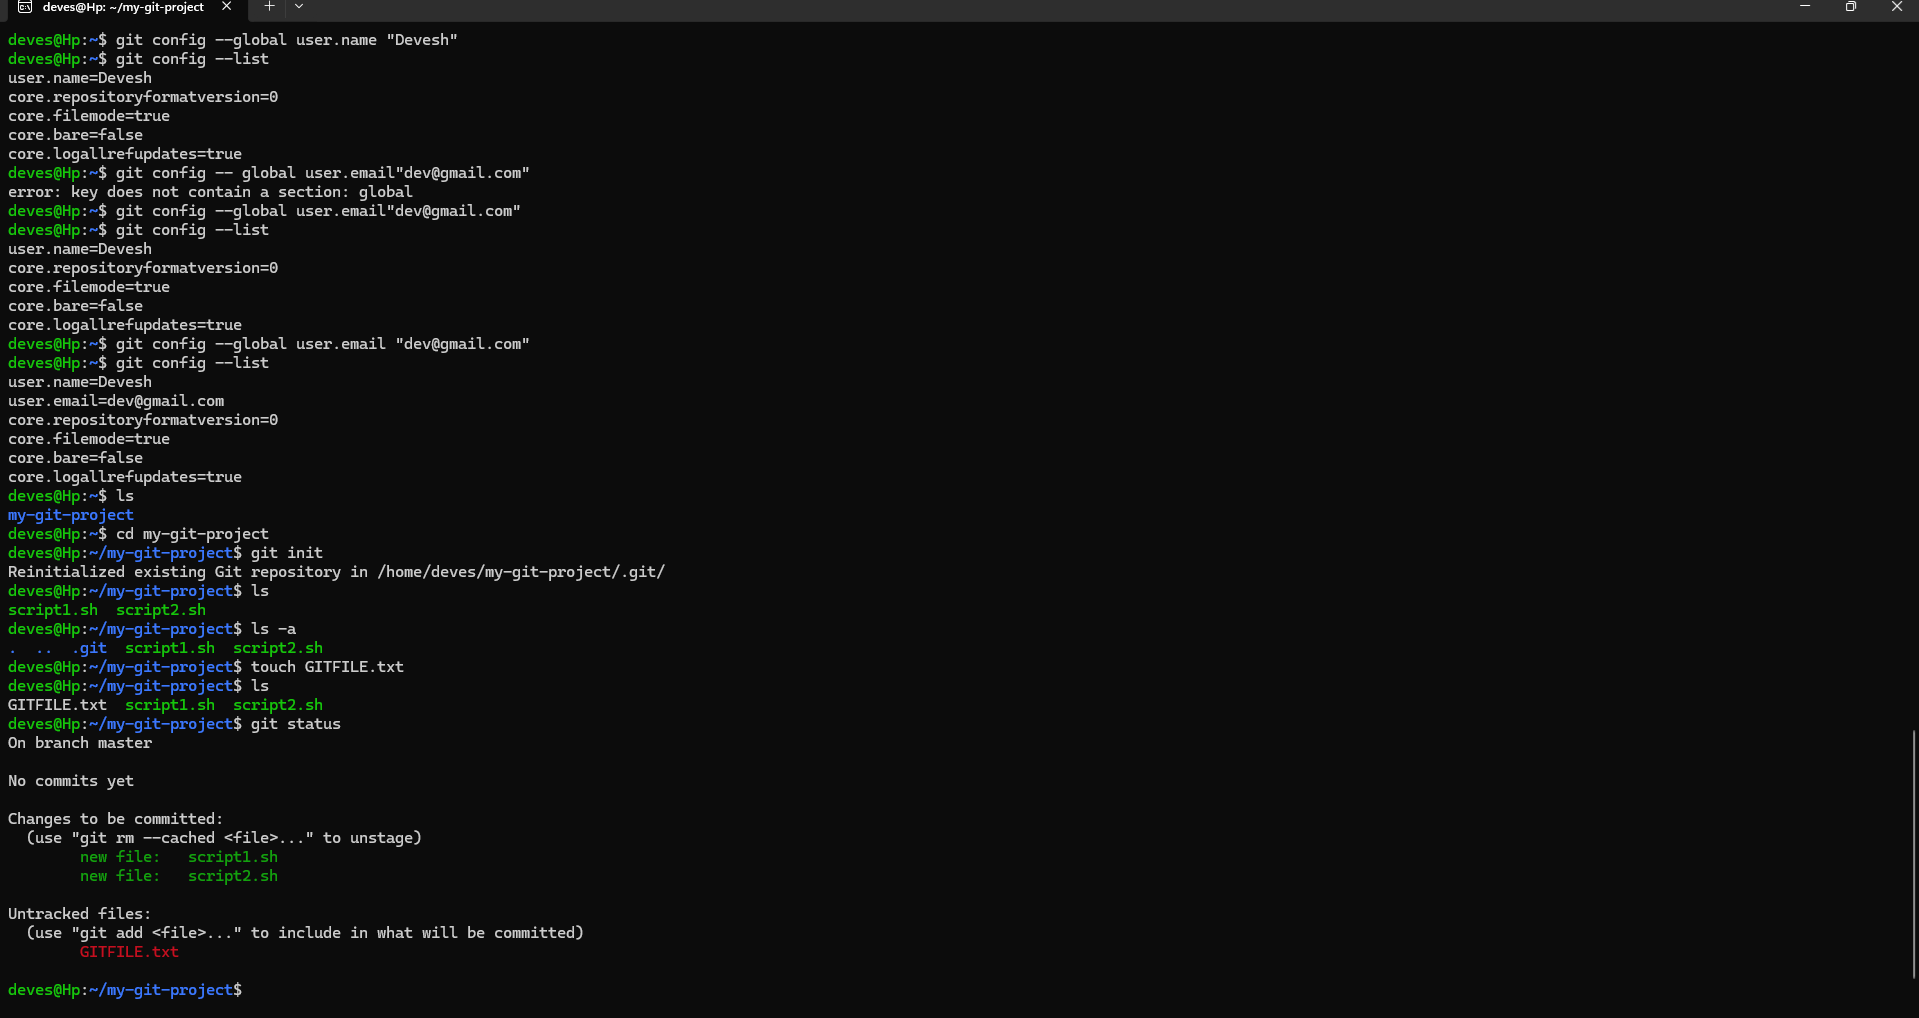 deves@Hp: ~/my-git-project
deves@Hp:~$ git config --global user.name "Devesh"
deves@Hp:~$ git config --list
user.name=Devesh
core.repositoryformatversion=0
core.filemode=true
core.bare=false
core.logallrefupdates=true
deves@Hp:~$ git config -- global user.email"dev@gmail.com"
error: key does not contain a section: global
deves@Hp:~$ git config --global user.email"dev@gmail.com"
deves@Hp:~$ git config --list
user.name=Devesh
core.repositoryformatversion=0
core.filemode=true
core.bare=false
core.logallrefupdates=true
deves@Hp:~$ git config --global user.email "dev@gmail.com"
deves@Hp:~$ git config --list
user.name=Devesh
user.email=dev@gmail.com
core.repositoryformatversion=0
core.filemode=true
core.bare=false
core.logallrefupdates=true
deves@Hp:~$ ls
my-git-project
deves@Hp:~$ cd my-git-project
deves@Hp:~/my-git-project$ git init
Reinitialized existing Git repository in /home/deves/my-git-project/.git/
deves@Hp:~/my-git-project$ ls
script1.sh  script2.sh
deves@Hp:~/my-git-project$ ls -a
.  ..  .git  script1.sh  script2.sh
deves@Hp:~/my-git-project$ touch GITFILE.txt
deves@Hp:~/my-git-project$ ls
GITFILE.txt  script1.sh  script2.sh
deves@Hp:~/my-git-project$ git status
On branch master
No commits yet
Changes to be committed:
  (use "git rm --cached <file>..." to unstage)
        new file:   script1.sh
        new file:   script2.sh
Untracked files:
  (use "git add <file>..." to include in what will be committed)
        GITFILE.txt
deves@Hp:~/my-git-project$